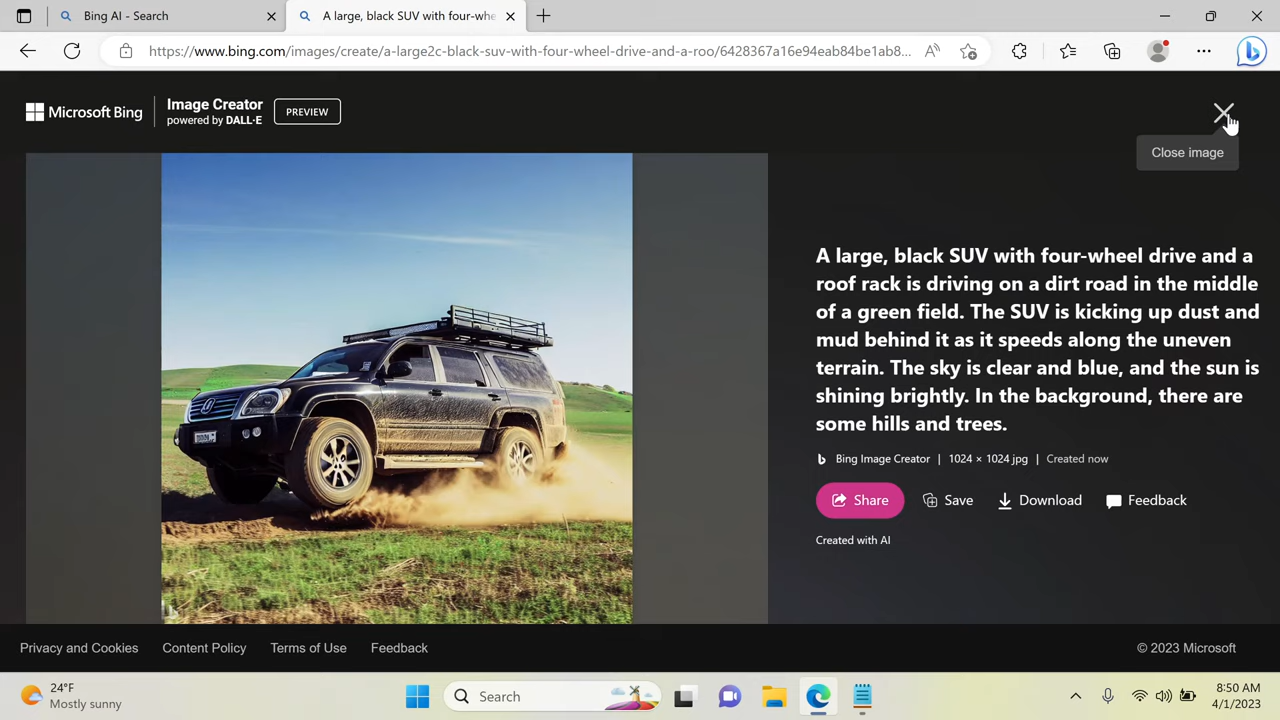 Bing AI - Search
A large, black SUV with four-whe
https://www.bing.com/images/create/a-large2c-black-suv-with-four-wheel-drive-and-a-roo/6428367a16e94eab84be1ab8...
Microsoft Bing
Image Creator
powered by DALL·E
PREVIEW
Close image
A large, black SUV with four-wheel drive and a
roof rack is driving on a dirt road in the middle
of a green field. The SUV is kicking up dust and
mud behind it as it speeds along the uneven
terrain. The sky is clear and blue, and the sun is
shining brightly. In the background, there are
some hills and trees.
Bing Image Creator | 1024 × 1024 jpg | Created now
Share Save Download Feedback
Created with AI
Privacy and Cookies Content Policy Terms of Use Feedback © 2023 Microsoft
24°F
Mostly sunny
Search
8:50 AM
4/1/2023